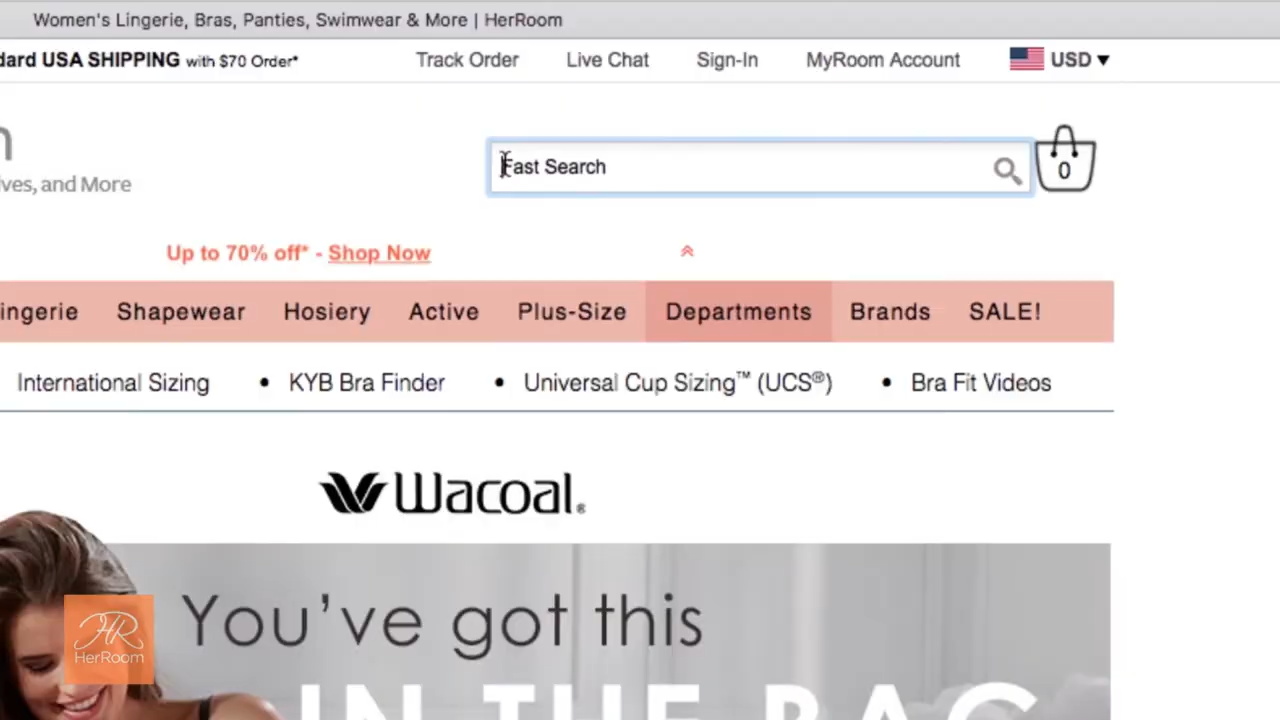 Women's Lingerie, Bras, Panties, Swimwear & More | HerRoom
USA SHIPPING with $70 Order*
Track Order
Live Chat
Sign-In
MyRoom Account
USD ▼
Fast Search
0
and More
Up to 70% off* - Shop Now
Shapewear
Hosiery
Active
Plus-Size
Departments
Brands
SALE!
International Sizing
• KYB Bra Finder
• Universal Cup Sizing™ (UCS®)
• Bra Fit Videos
Wacoal®
You've got this
IN THE BAG
HR
HerRoom